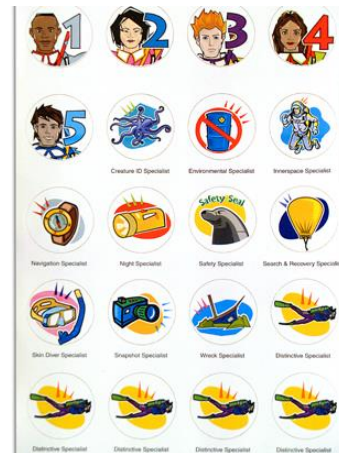 1 2 3 4
5
Creature ID Specialist Environmental Specialist Innerspace Specialist
Safety Seal
Navigation Specialist Night Specialist Safety Specialist Search & Recovery Specialist
Skin Diver Specialist Snapshot Specialist Wreck Specialist Distinctive Specialist
Distinctive Specialist Distinctive Specialist Distinctive Specialist Distinctive Specialist